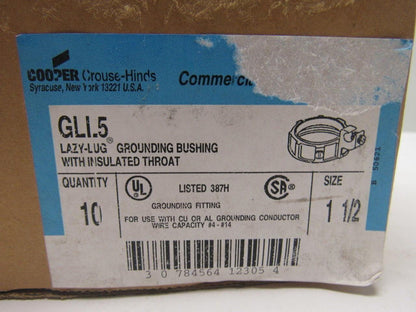 COOPER Crouse-Hinds
Syracuse, New York 13221 U.S.A.
Commerci
GLL5
LAZY-LUG® GROUNDING BUSHING
WITH INSULATED THROAT
QUANTITY
10
UL
LISTED 387H
SA
GROUNDING FITTING
FOR USE WITH CU OR AL GROUNDING CONDUCTOR
WIRE CAPACITY #4 - #14
SIZE
1 1/2
3 0 784564 12305 4